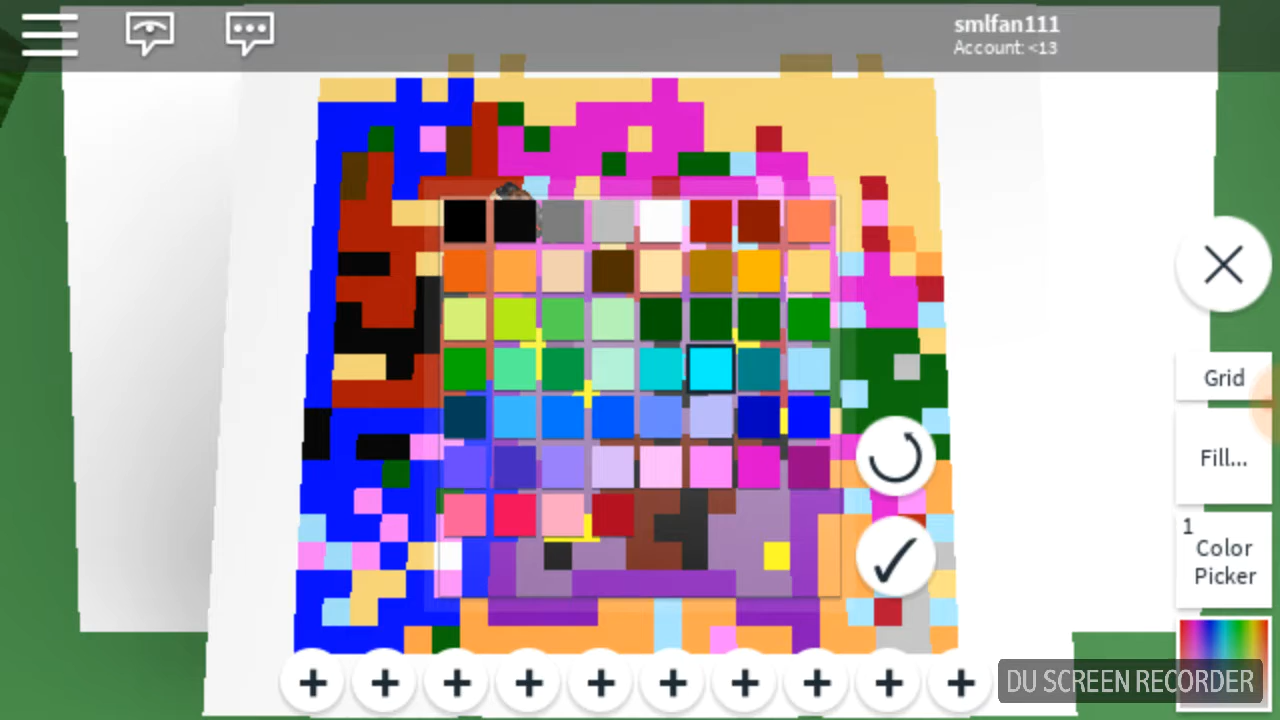 smlfan111
Account: <13
Grid
Fill...
1
Color
Picker
DU SCREEN RECORDER